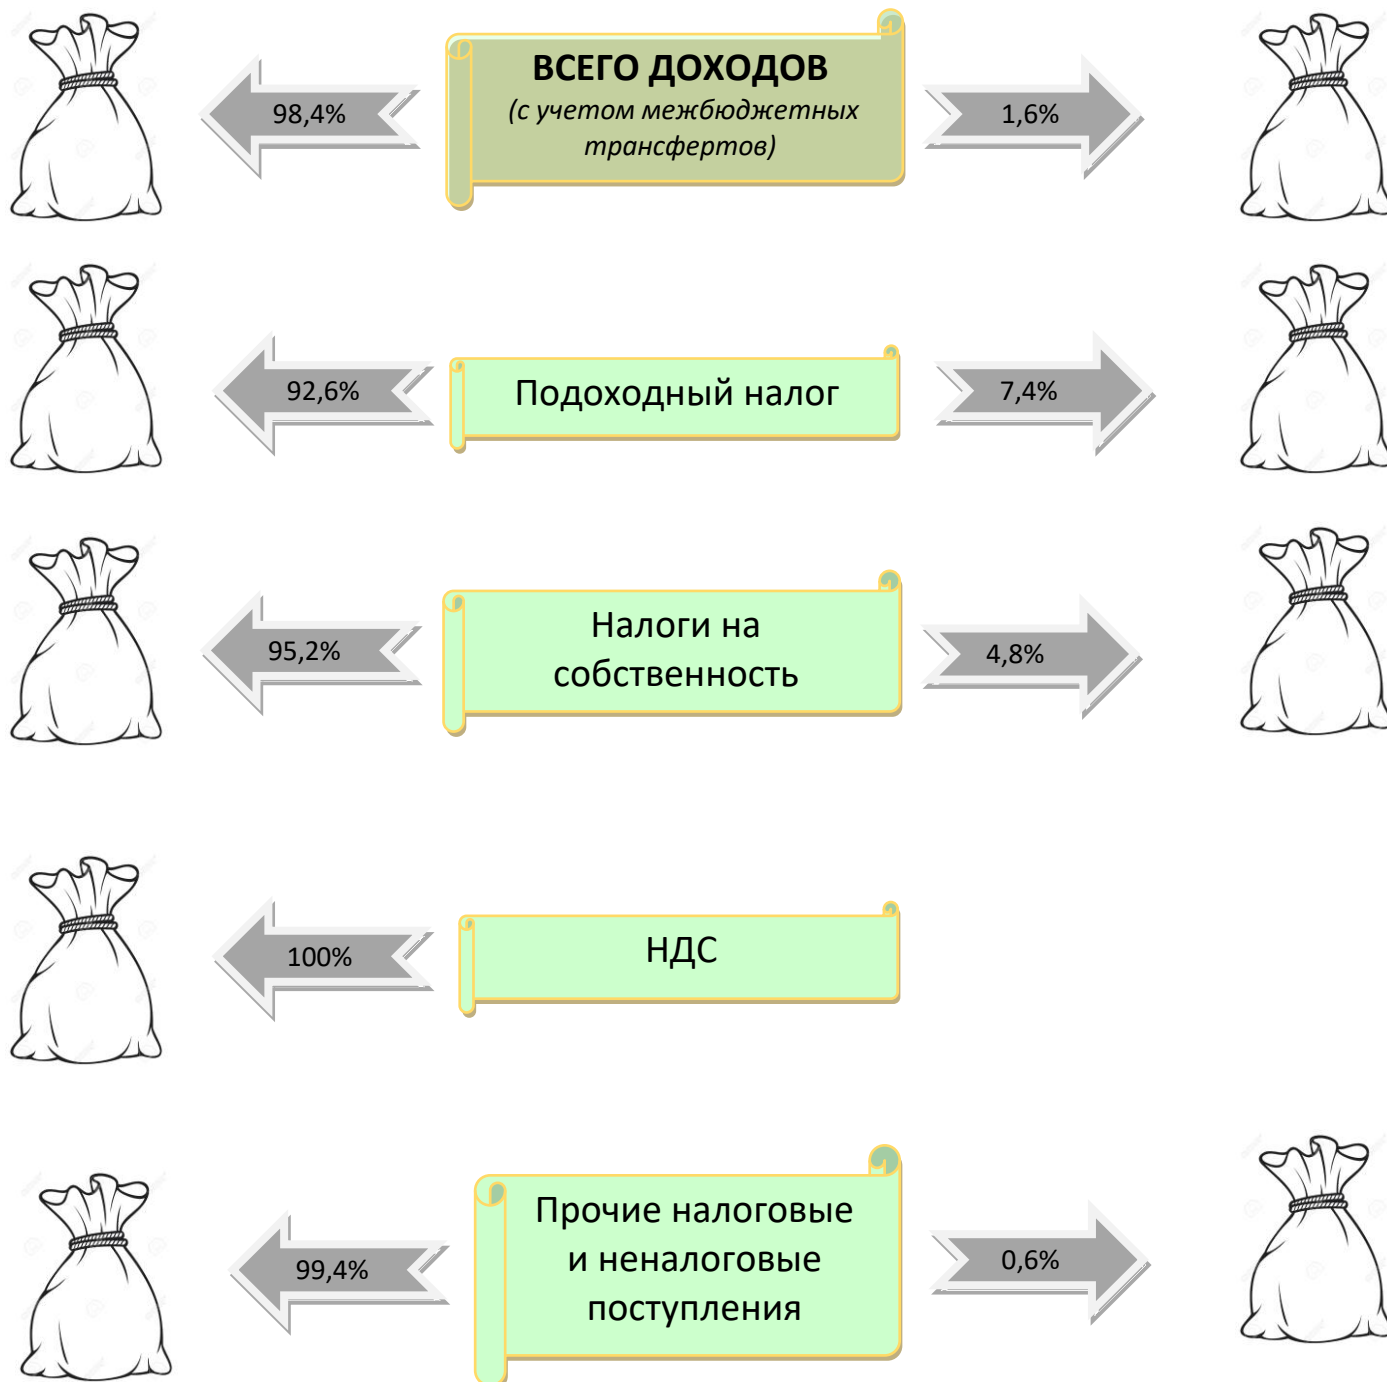 ВСЕГО ДОХОДОВ
98,4%
(с учетом межбюджетных
1,6%
трансфертов)
92,6%
Подоходный налог
7,4%
Налоги на
95,2%
4,8%
собственность
100%
НДС
Прочие налоговые
99,4%
и неналоговые
0,6%
поступления